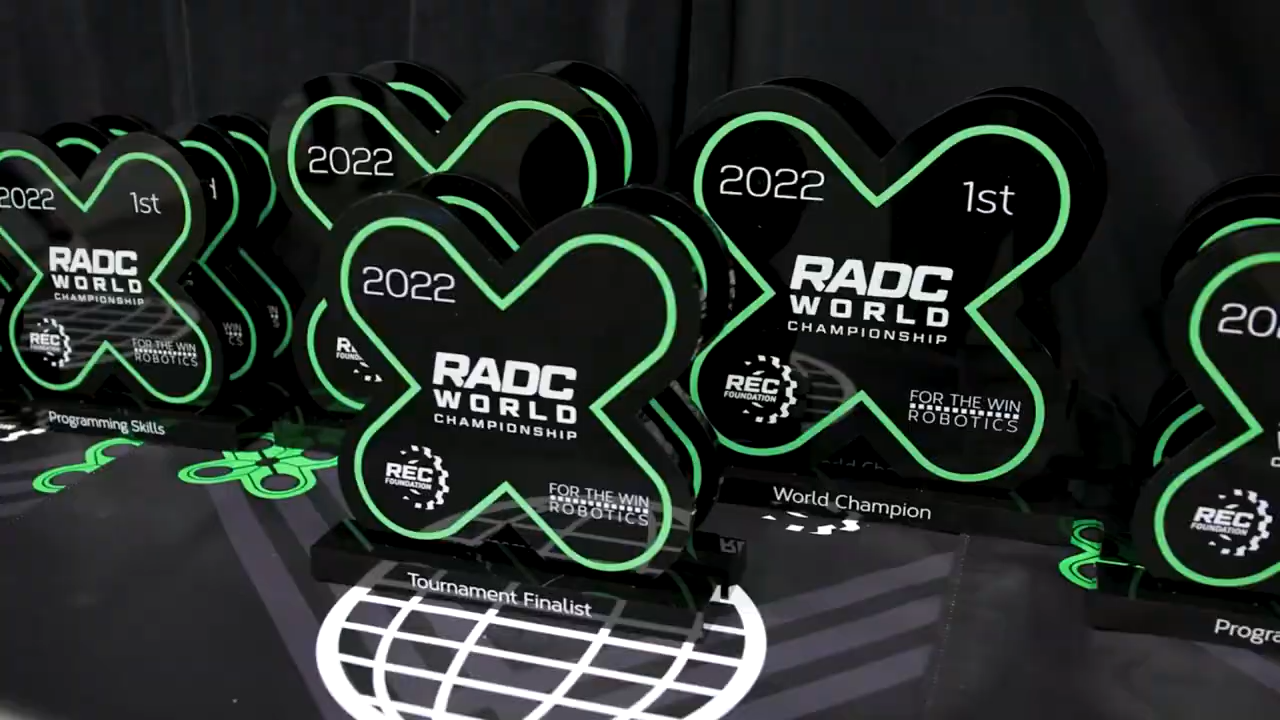 2022
1st
RADC
WORLD
CHAMPIONSHIP
REC
FOUNDATION
FOR THE WIN
ROBOTICS
Programming Skills
2022
2022
RADC
WORLD
CHAMPIONSHIP
REC
FOUNDATION
FOR THE WIN
ROBOTICS
Tournament Finalist
2022
1st
RADC
WORLD
CHAMPIONSHIP
REC
FOUNDATION
FOR THE WIN
ROBOTICS
World Champion
REC
FOUNDATION